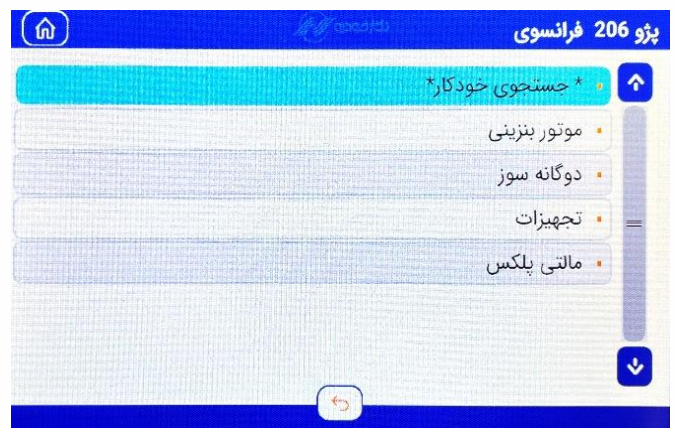 پژو 206 فرانسوی
* جستجوی خودکار*
موتور بنزینی
دوگانه سوز
تجهیزات
مالتی پلکس